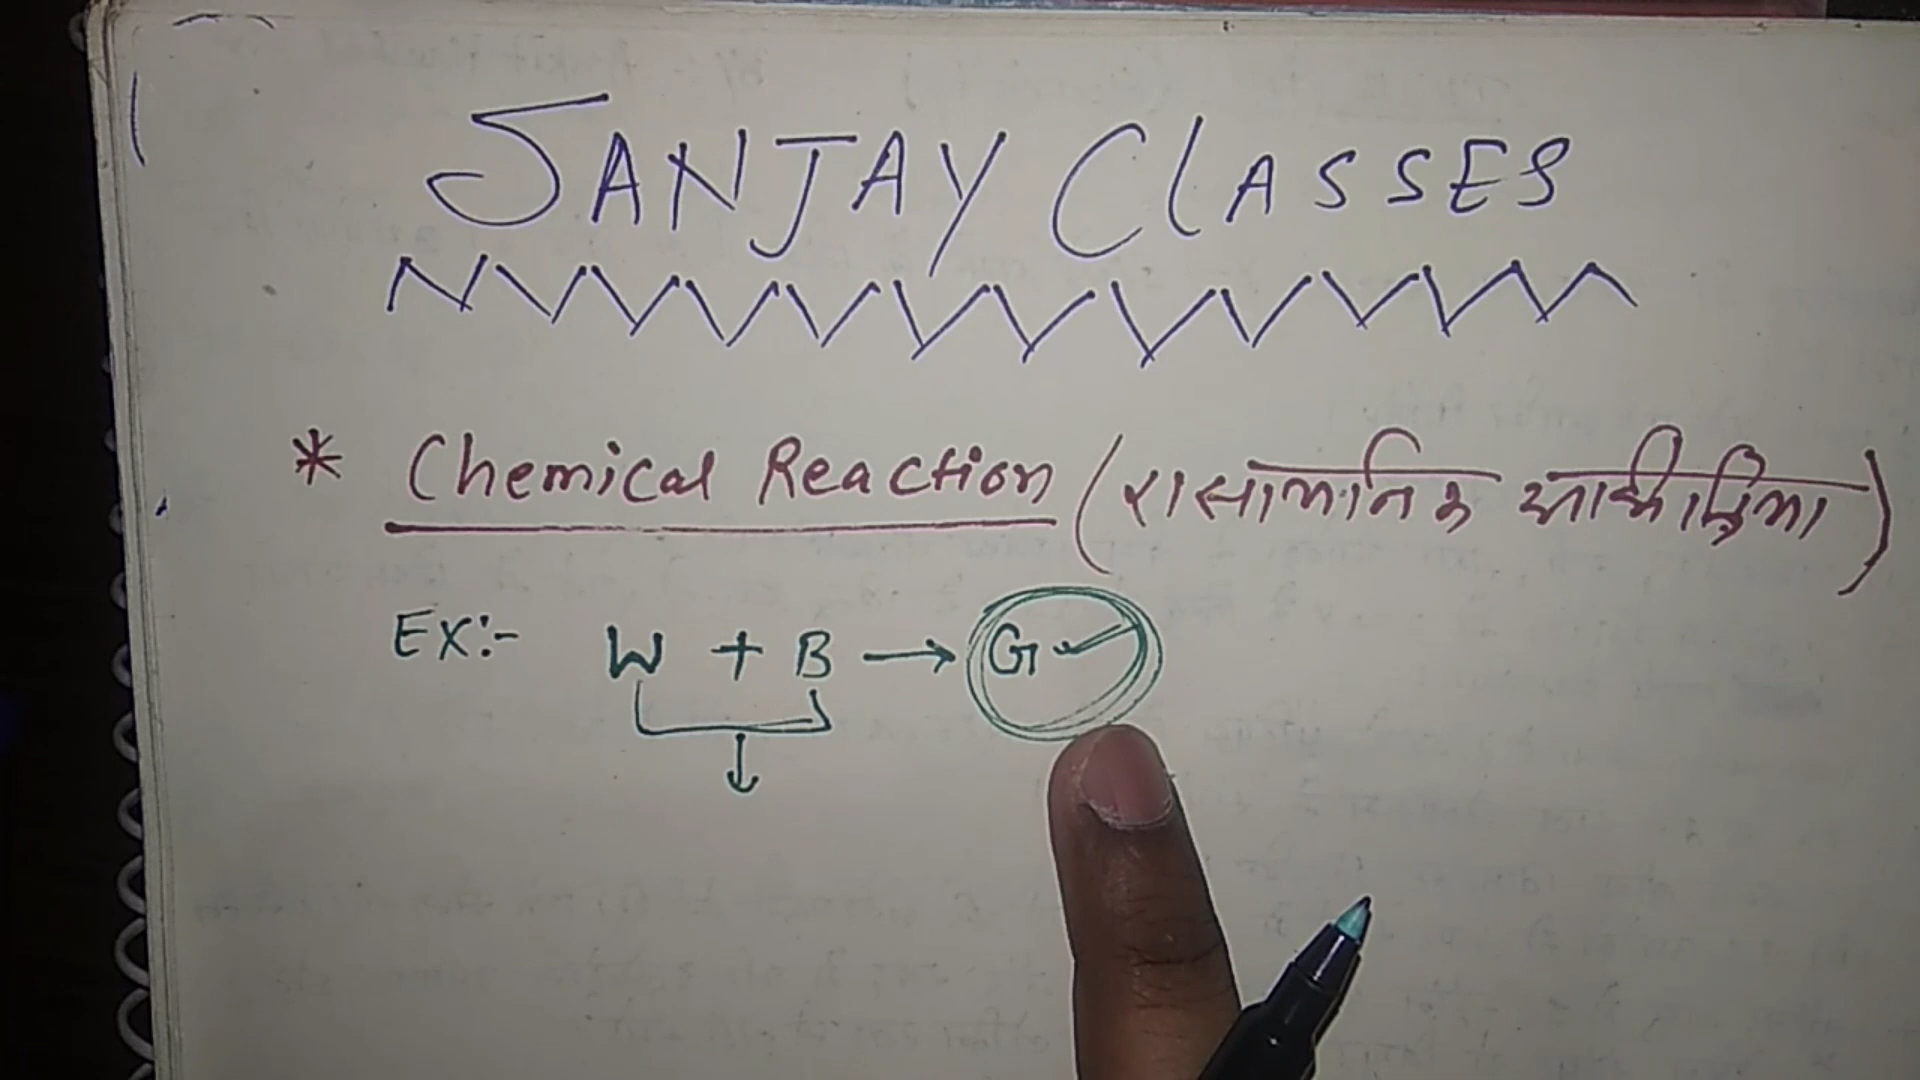 SANJAY CLASSES
* Chemical Reaction (रासायनिक अभीक्रिया)
Ex:- W + B → G